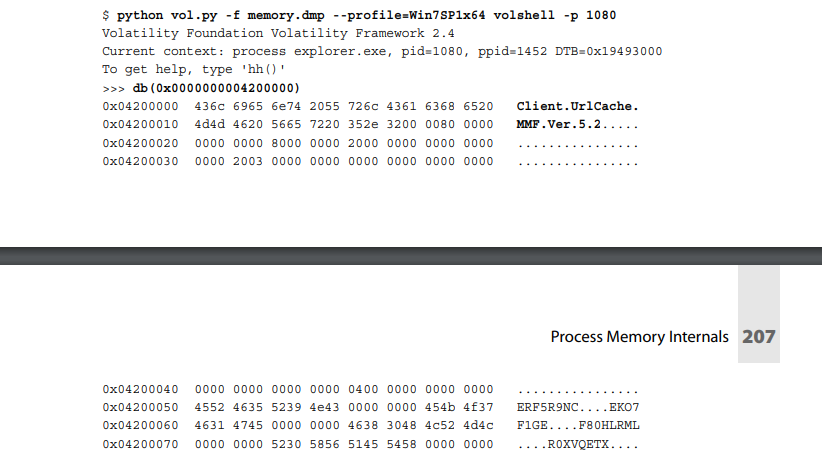 $ python vol.py -f memory.dmp --profile=Win7SP1x64 volshell -p 1080
Volatility Foundation Volatility Framework 2.4
Current context: process explorer.exe, pid=1080, ppid=1452 DTB=0x19493000
To get help, type 'hh()'
>>> db(0x0000000004200000)
0x04200000 436c 6965 6e74 2055 726c 4361 6368 6520 Client.UrlCache.
0x04200010 4d4d 4620 5665 7220 352e 3200 0080 0000 MMF.Ver.5.2.....
0x04200020 0000 0000 8000 0000 2000 0000 0000 0000 ................
0x04200030 0000 2003 0000 0000 0000 0000 0000 0000 ................
Process Memory Internals 207
0x04200040 0000 0000 0000 0000 0400 0000 0000 0000 ................
0x04200050 4552 4635 5239 4e43 0000 0000 454b 4f37 ERF5R9NC....EKO7
0x04200060 4631 4745 0000 0000 4638 3048 4c52 4d4c F1GE....F80HLRML
0x04200070 0000 0000 5230 5856 5145 5458 0000 0000 ....R0XVQETX....